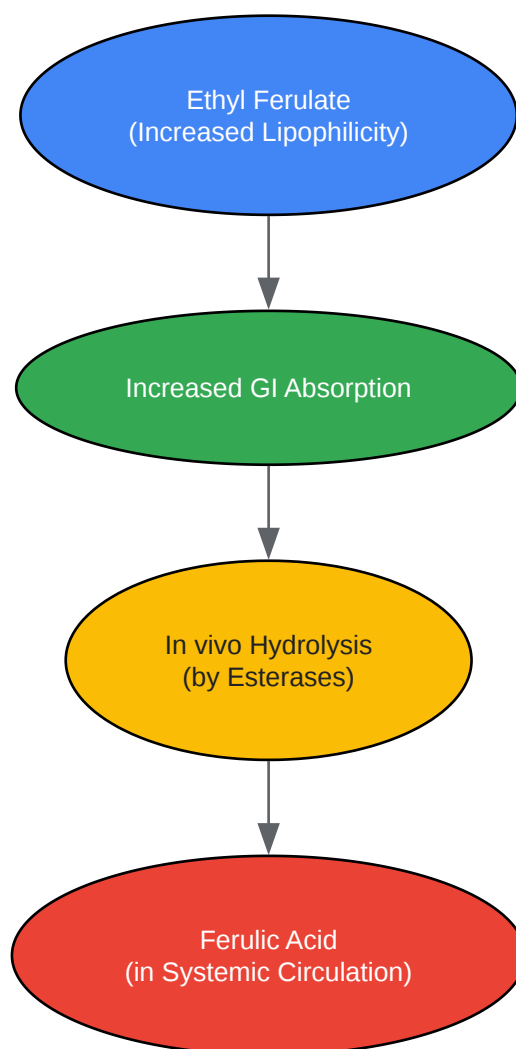 Ethyl Ferulate
(Increased Lipophilicity)
Increased GI Absorption
In vivo Hydrolysis
(by Esterases)
Ferulic Acid
(in Systemic Circulation)